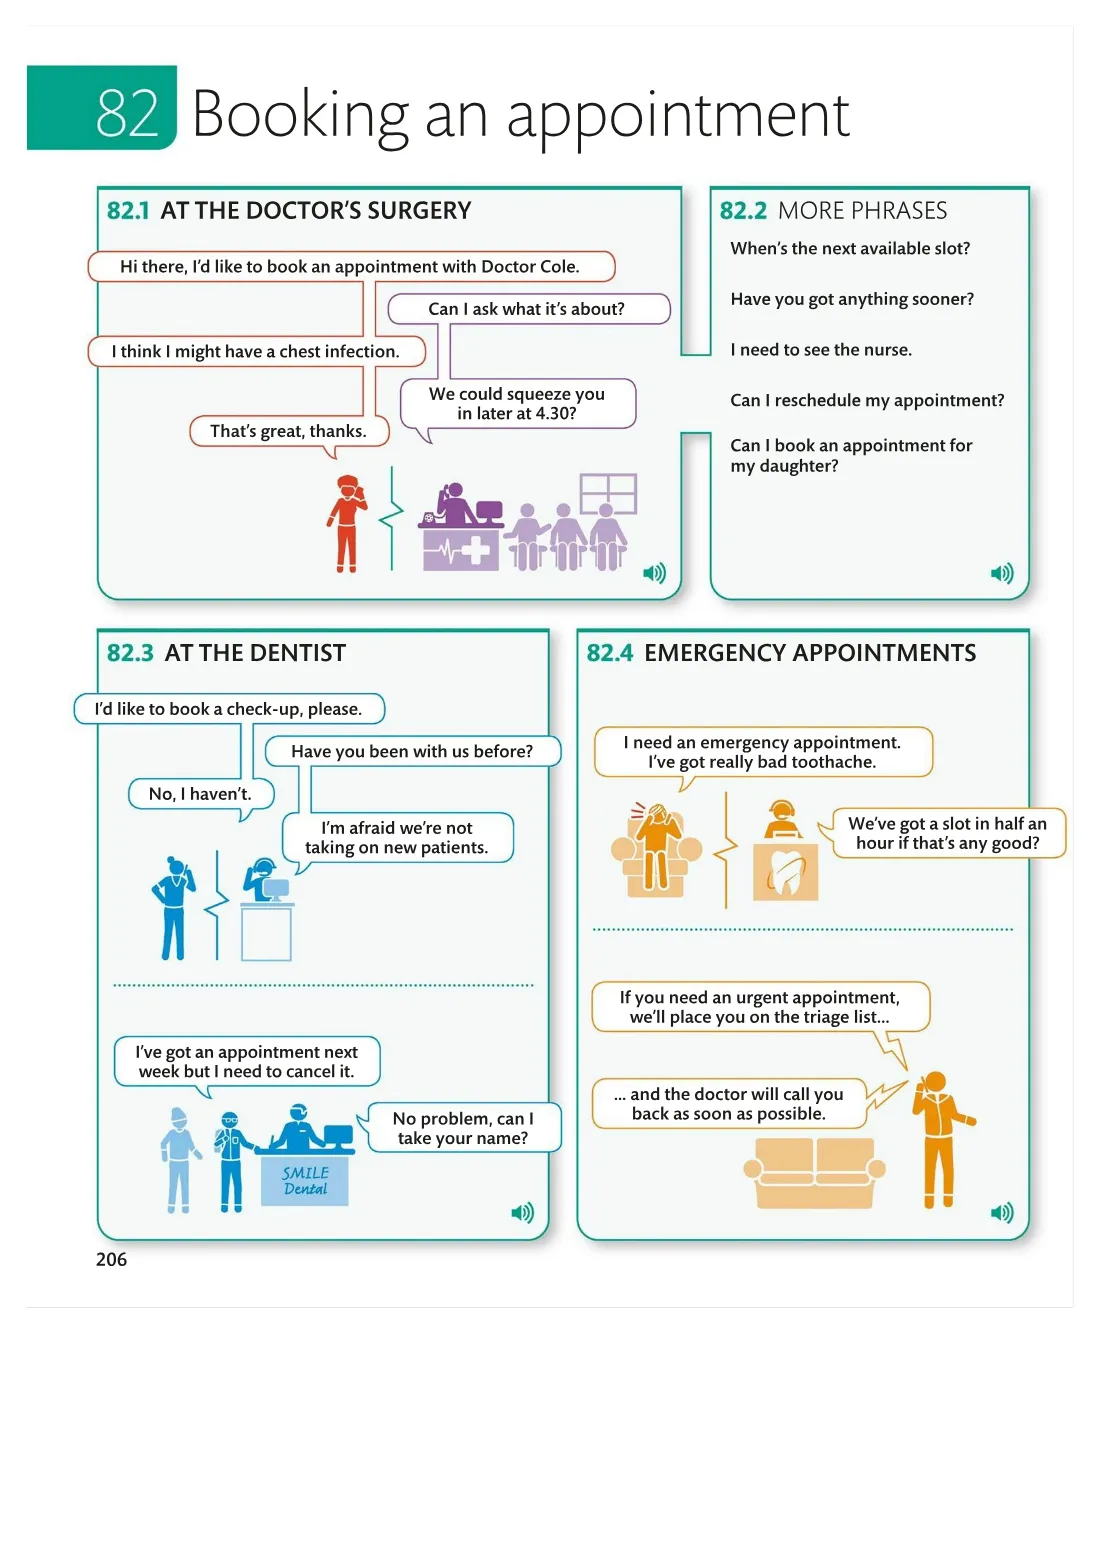 82 Booking an appointment
82.1 AT THE DOCTOR'S SURGERY
Hi there, I'd like to book an appointment with Doctor Cole.
Can I ask what it's about?
I think I might have a chest infection.
We could squeeze you
in later at 4.30?
That's great, thanks.
82.2 MORE PHRASES
When's the next available slot?
Have you got anything sooner?
I need to see the nurse.
Can I reschedule my appointment?
Can I book an appointment for
my daughter?
82.3 AT THE DENTIST
I'd like to book a check-up, please.
Have you been with us before?
No, I haven't.
I'm afraid we're not
taking on new patients.
I've got an appointment next
week but I need to cancel it.
No problem, can I
take your name?
SMILE
Dental
82.4 EMERGENCY APPOINTMENTS
I need an emergency appointment.
I've got really bad toothache.
We've got a slot in half an
hour if that's any good?
If you need an urgent appointment,
we'll place you on the triage list...
... and the doctor will call you
back as soon as possible.
206